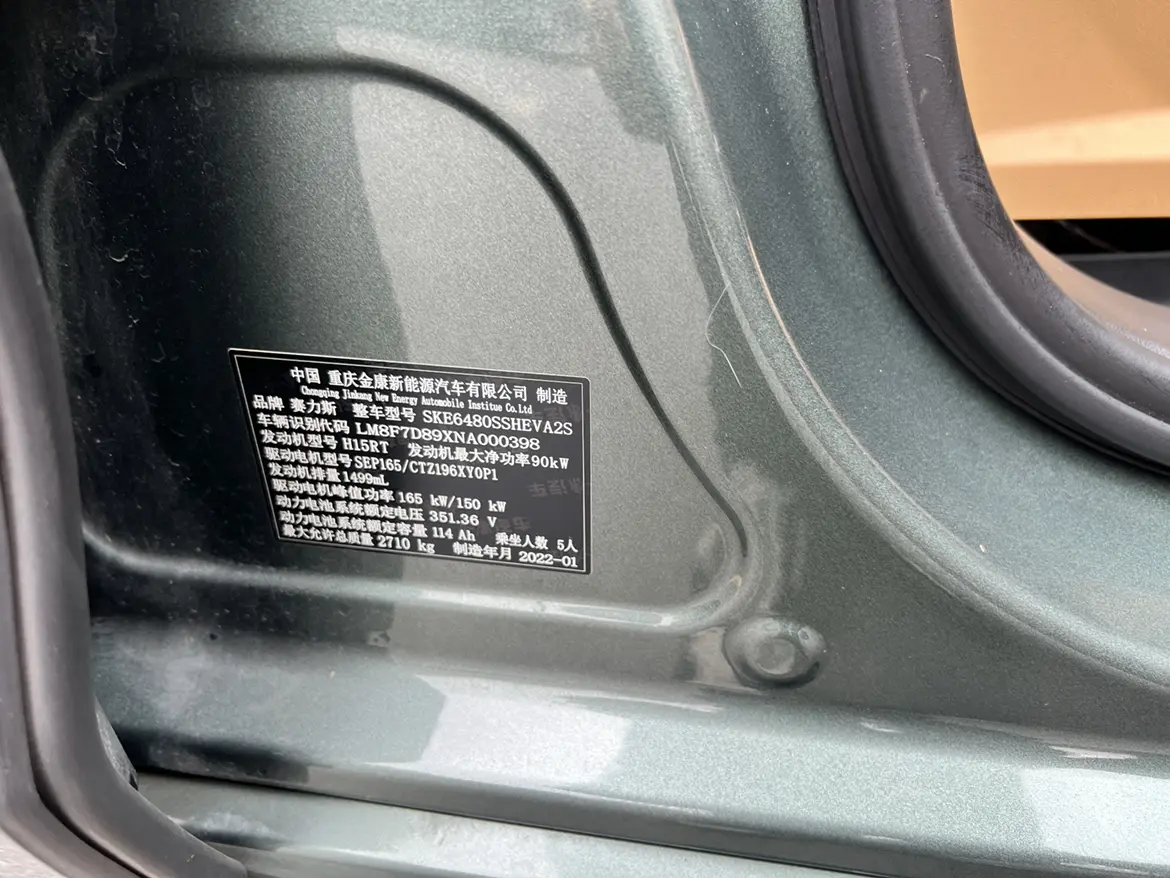 中国 重庆金康新能源汽车有限公司 制造
Chongqing Jinkang New Energy Automobile Institue Co.Ltd
品牌 赛力斯 整车型号 SKE6480SSHEVA2S
车辆识别代码 LM8F7D89XNA000398
发动机型号 H15RT 发动机最大净功率90kW
驱动电机型号SEP165/CTZ196XY0P1
发动机排量1499mL
驱动电机峰值功率165 kW/150 kW
动力电池系统额定电压 351.36 V
动力电池系统额定容量 114 Ah 乘坐人数 5人
最大允许总质量 2710 kg 制造年月 2022-01